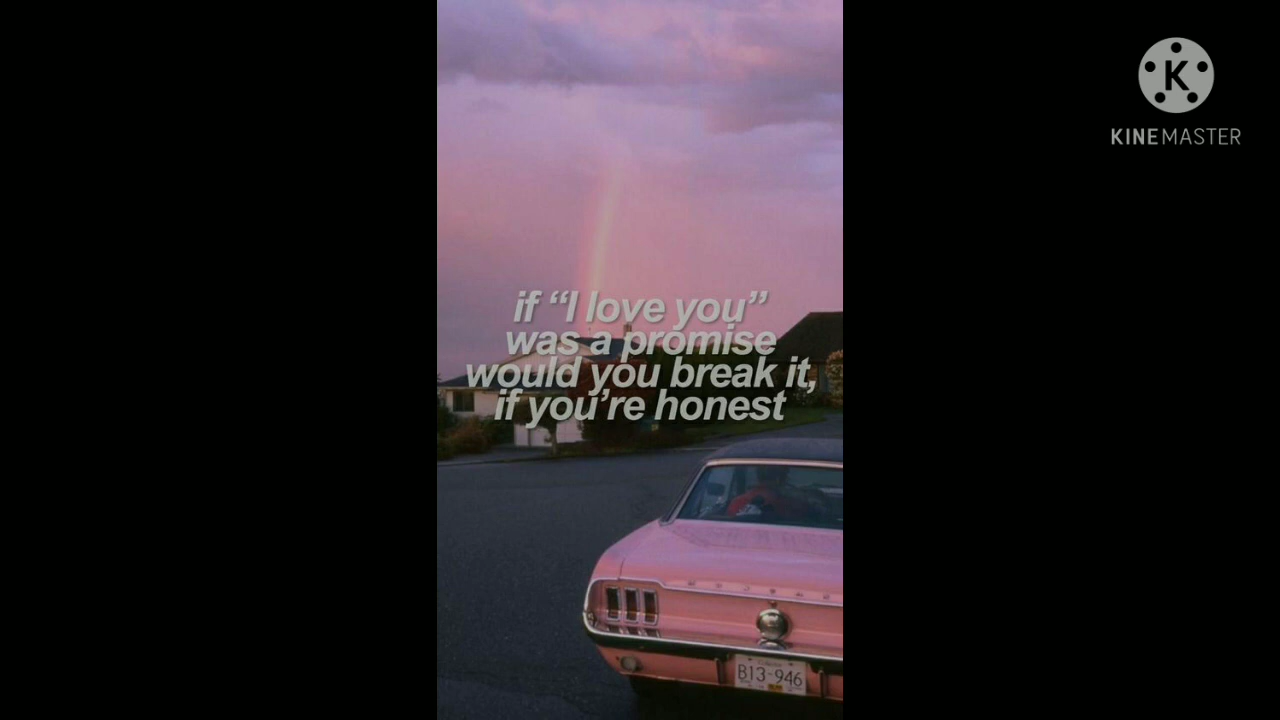 if “I love you”
was a promise
would you break it,
if you’re honest
K
KINEMASTER
B13-946